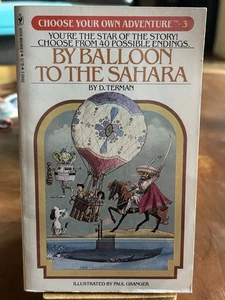 CHOOSE YOUR OWN ADVENTURE™·3
YOU'RE THE STAR OF THE STORY!
CHOOSE FROM 40 POSSIBLE ENDINGS.
BY BALLOON
TO THE SAHARA
BY D. TERMAN
ILLUSTRATED BY PAUL GRANGER